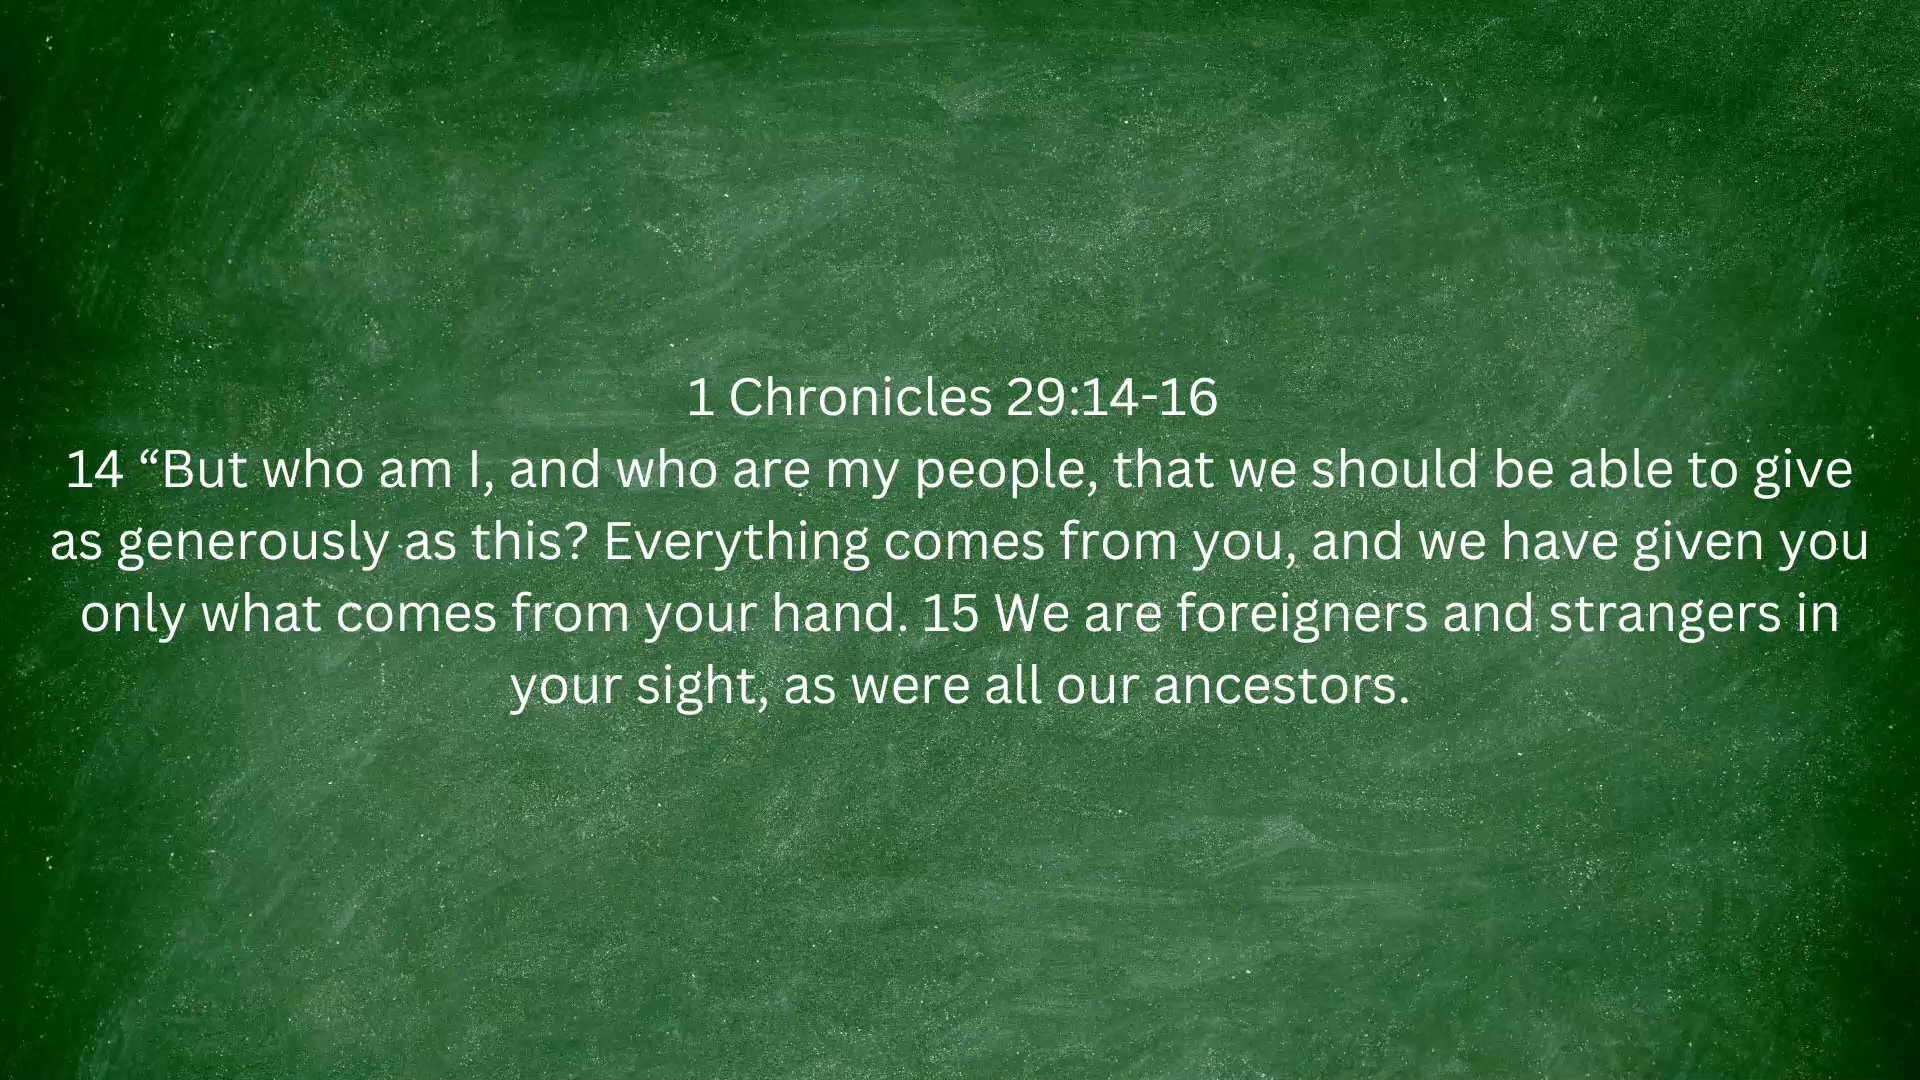 1 Chronicles 29:14-16
14 “But who am I, and who are my people, that we should be able to give
as generously as this? Everything comes from you, and we have given you
only what comes from your hand. 15 We are foreigners and strangers in
your sight, as were all our ancestors.